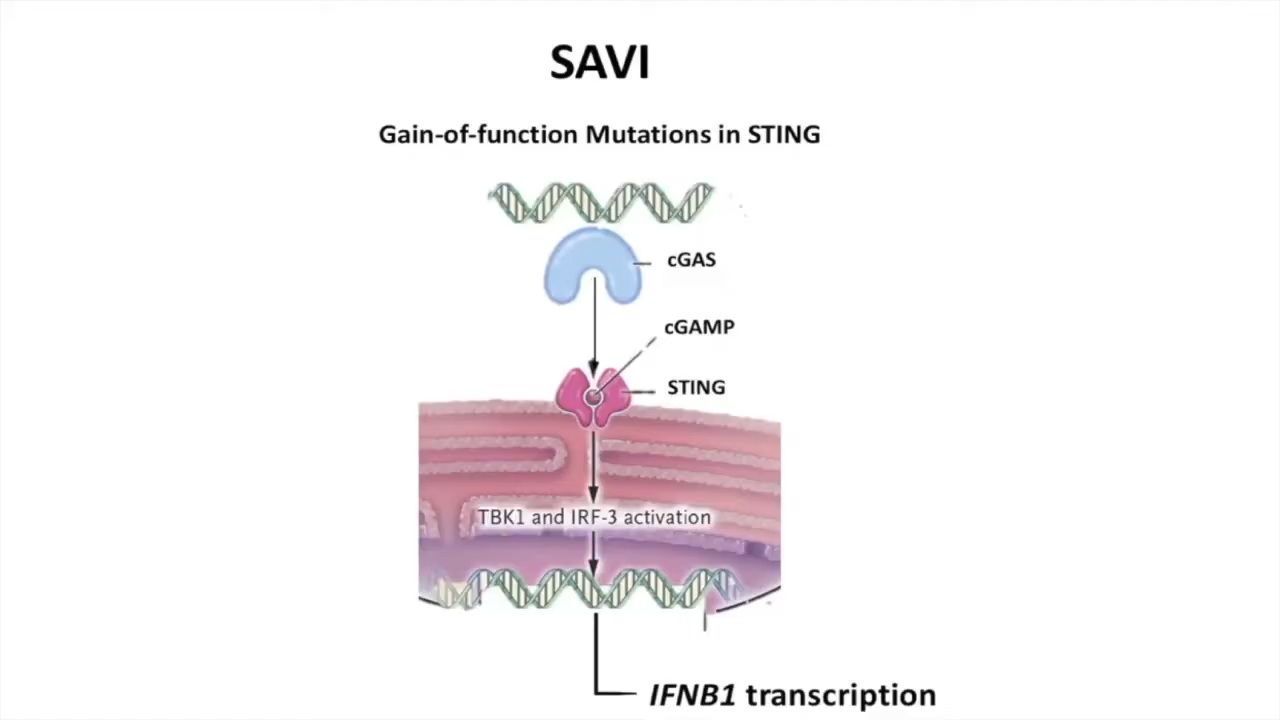 SAVI
Gain-of-function Mutations in STING
cGAS
cGAMP
STING
TBK1 and IRF-3 activation
IFNB1 transcription